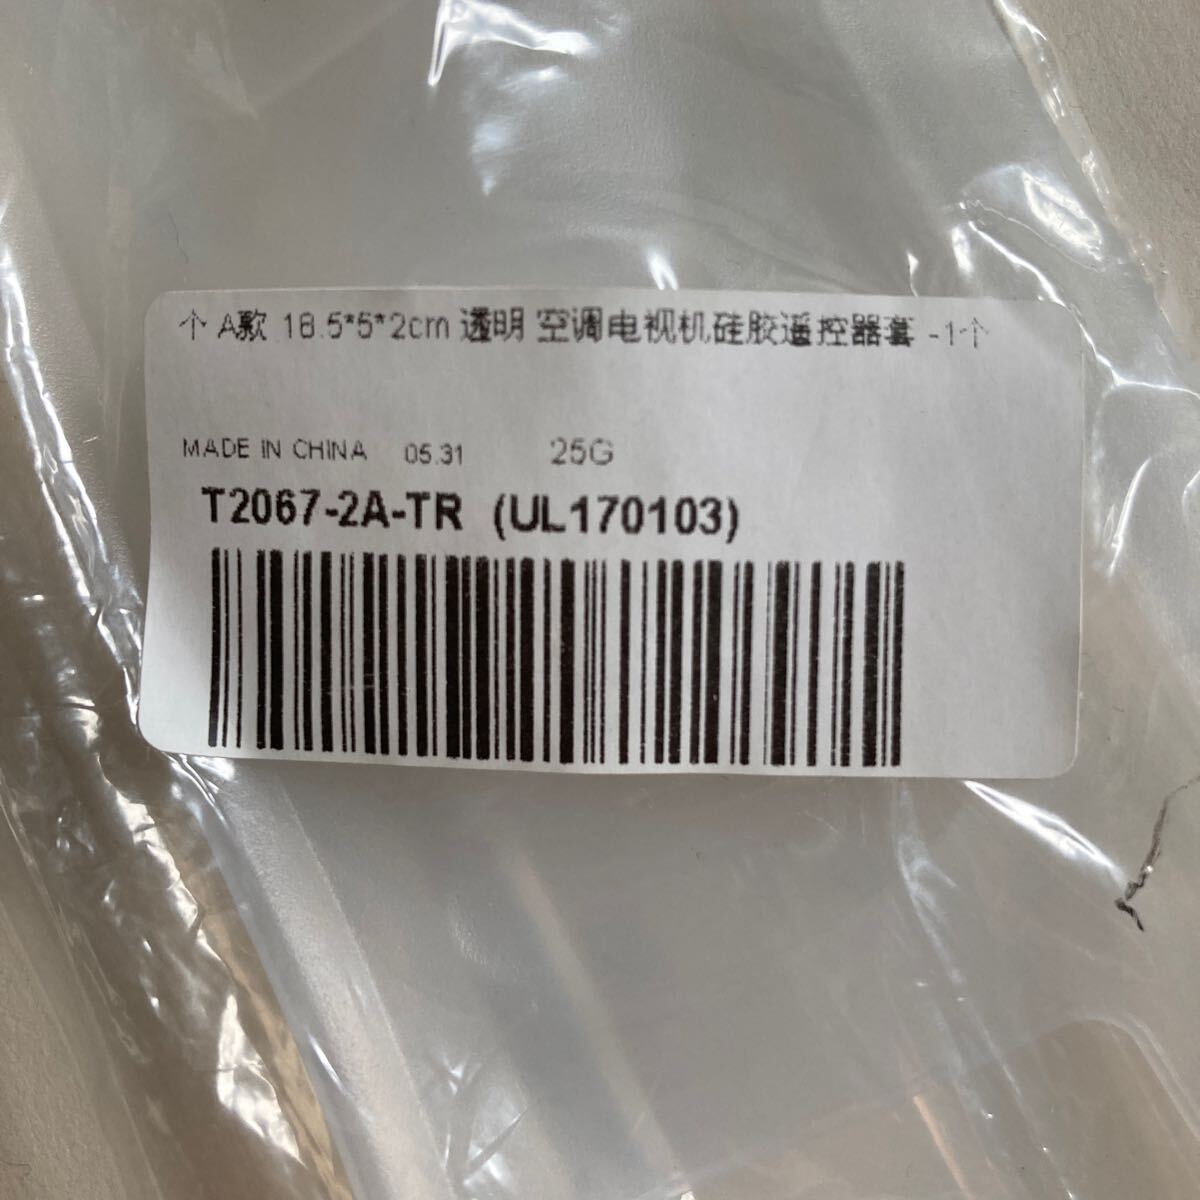 个 A款 18.5*5*2cm 透明 空调电视机硅胶遥控器套 -1个
MADE IN CHINA 05.31 25G
T2067-2A-TR (UL170103)